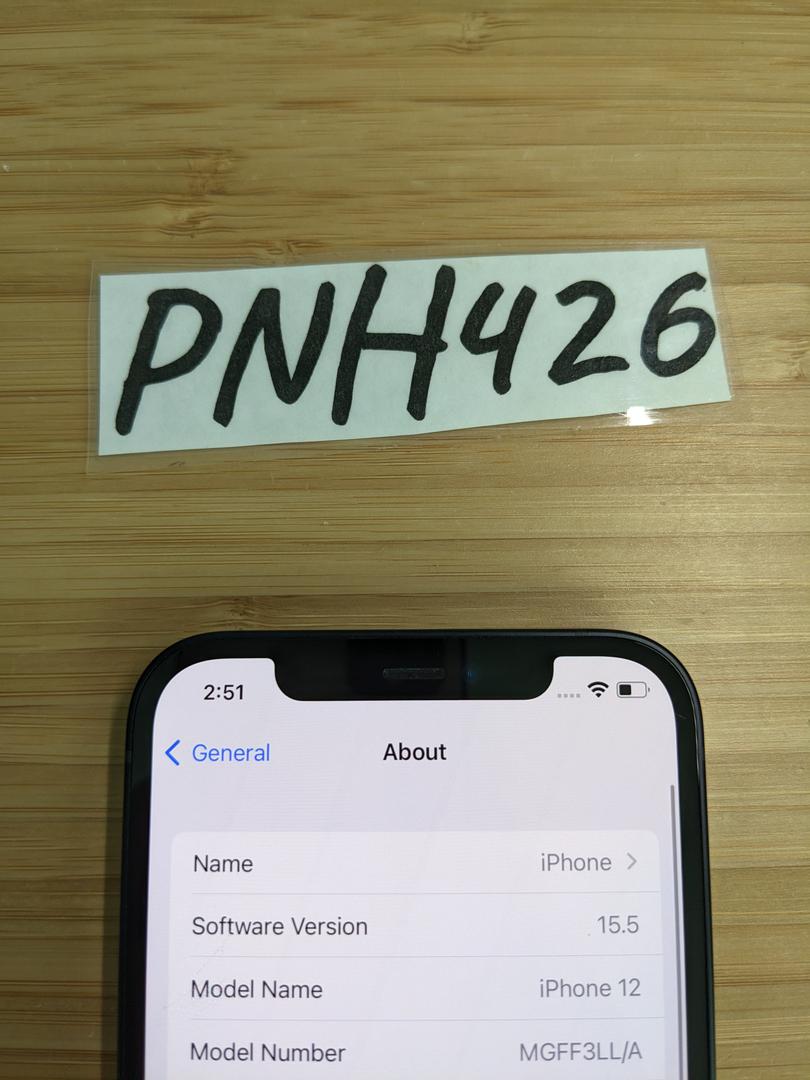 PNH426
2:51
General About
Name iPhone
Software Version 15.5
Model Name iPhone 12
Model Number MGFF3LL/A